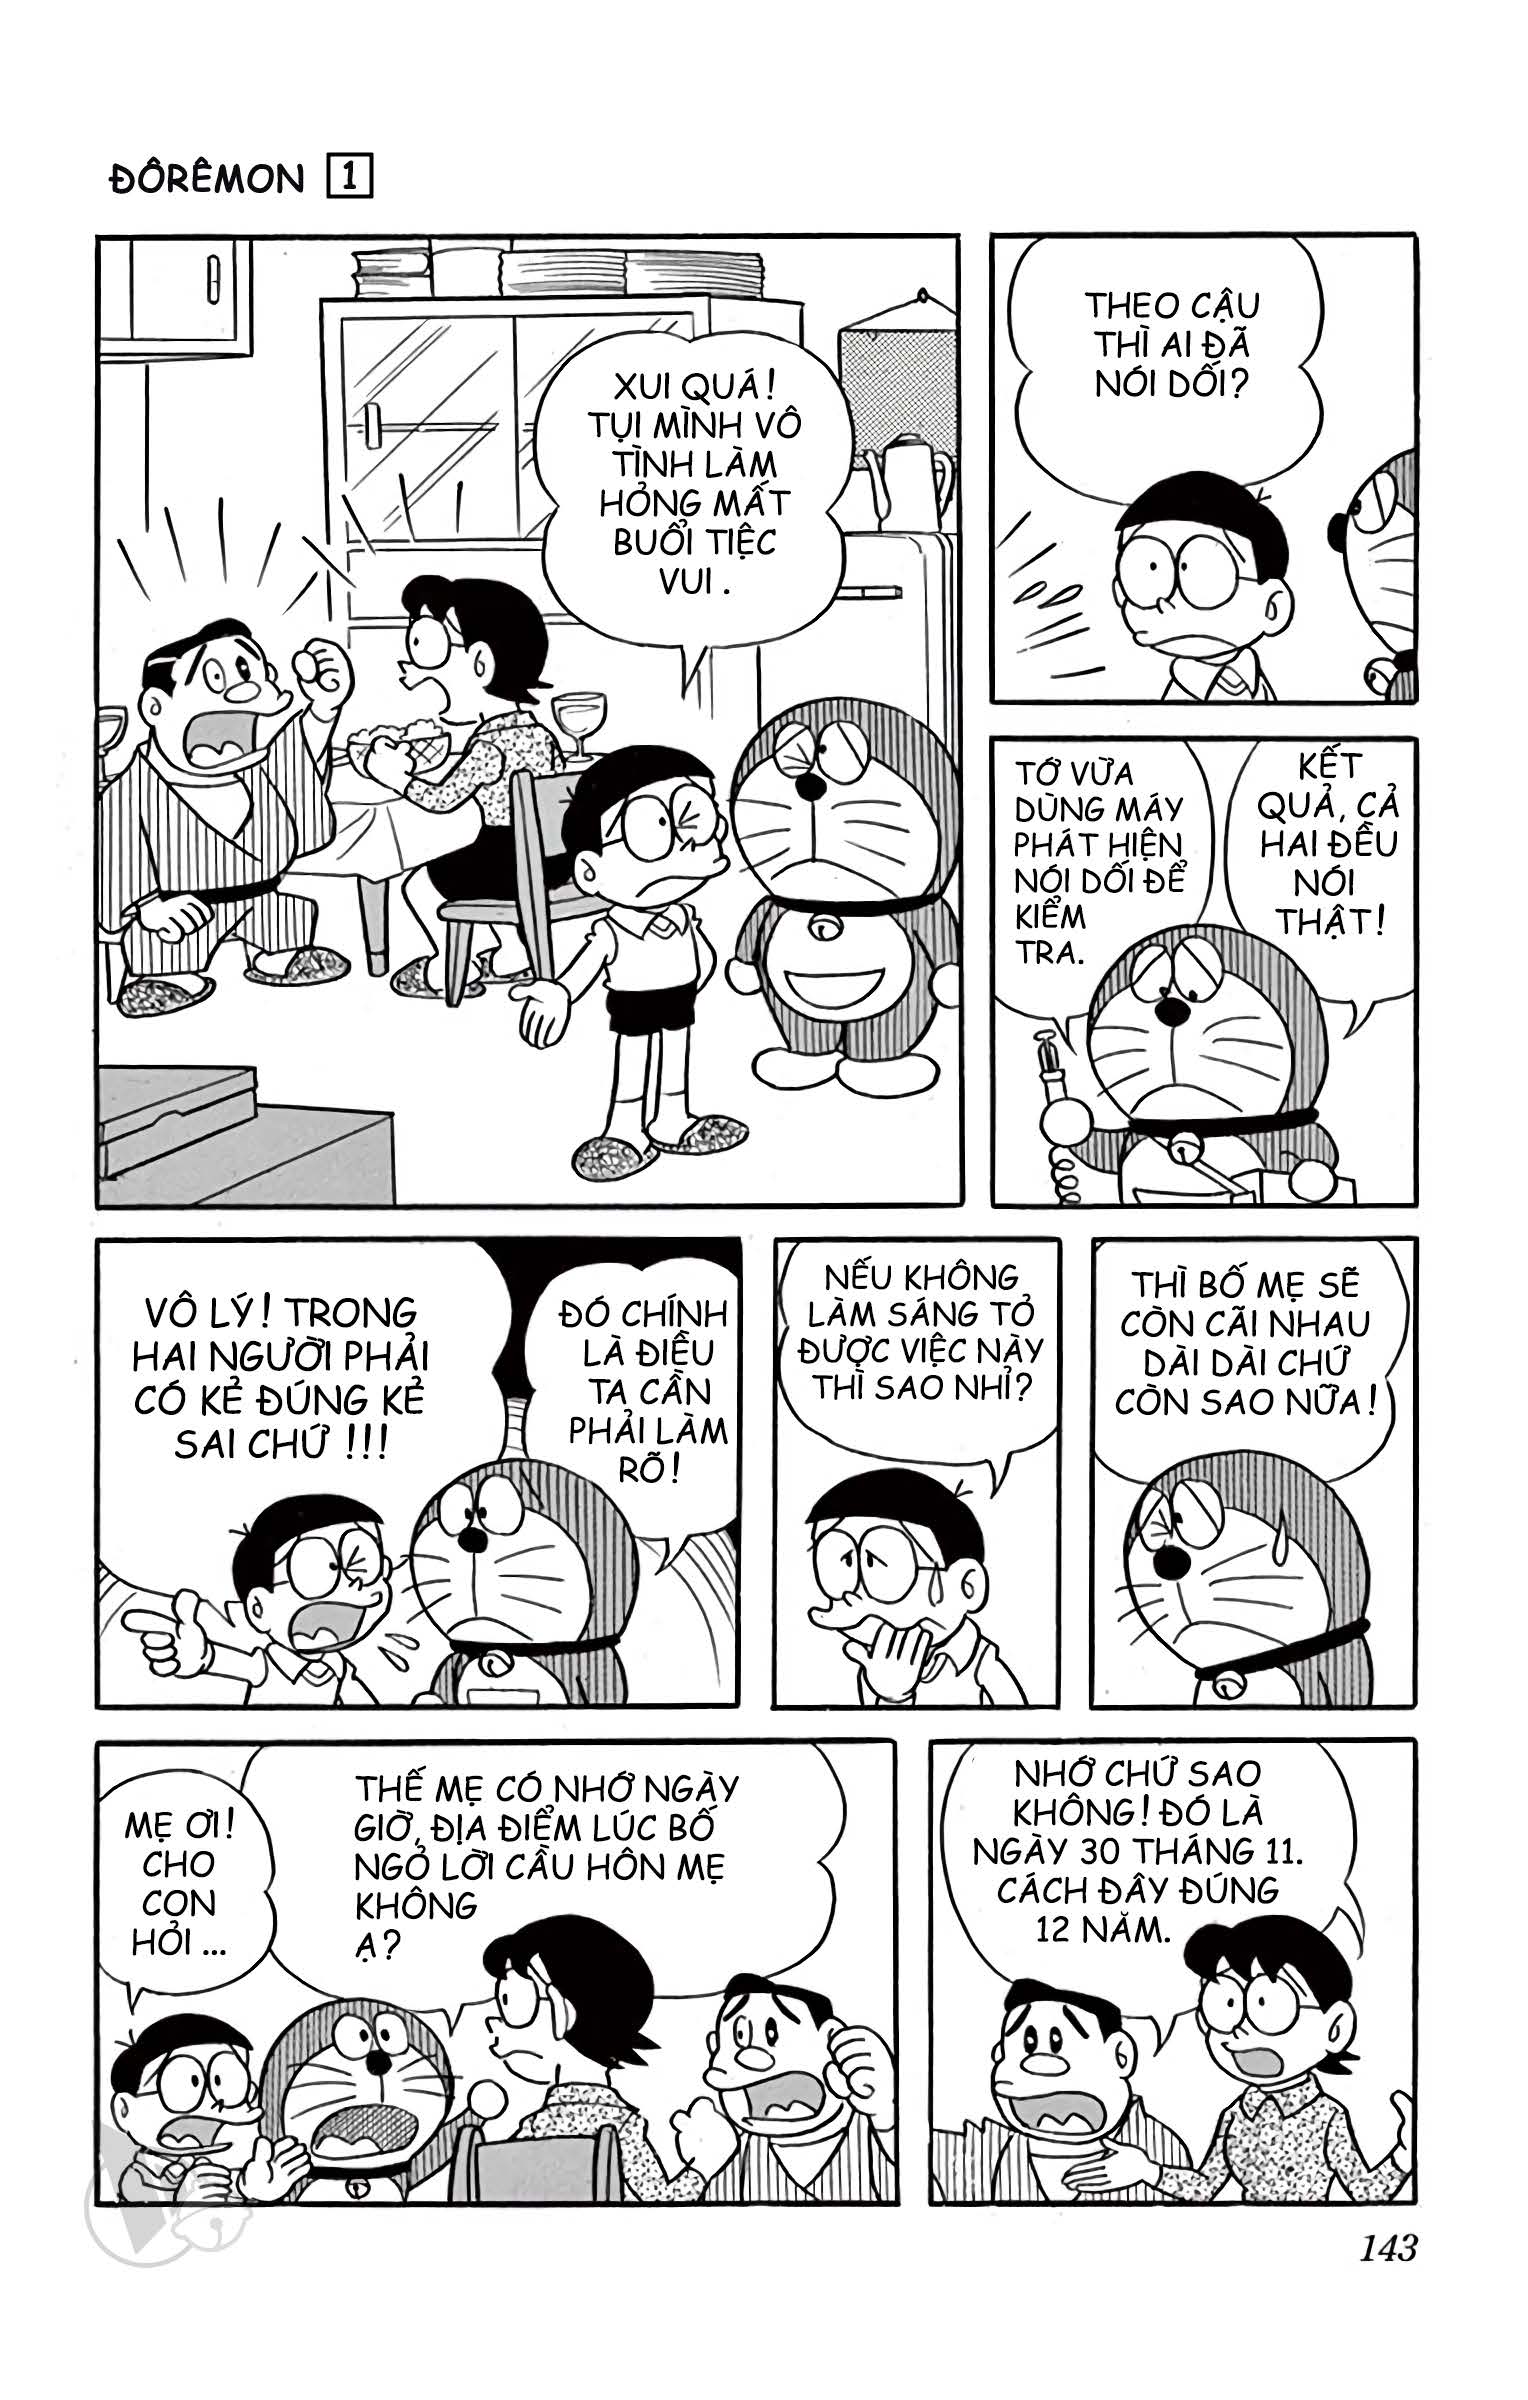 ĐÔRÊMON 1
XUI QUÁ!
TỤI MÌNH VÔ
TÌNH LÀM
HỎNG MẤT
BUỔI TIỆC
VUI.
THEO CẬU
THÌ AI ĐÃ
NÓI DỐI?
TỚ VỪA
DÙNG MÁY
PHÁT HIỆN
NÓI DỐI ĐỂ
KIỂM
TRA.
KẾT
QUẢ, CẢ
HAI ĐỀU
NÓI
THẬT!
VÔ LÝ! TRONG
HAI NGƯỜI PHẢI
CÓ KẺ ĐÚNG KẺ
SAI CHỨ !!!
ĐÓ CHÍNH
LÀ ĐIỀU
TA CẦN
PHẢI LÀM
RÕ!
NẾU KHÔNG
LÀM SÁNG TỎ
ĐƯỢC VIỆC NÀY
THÌ SAO NHỈ?
THÌ BỐ MẸ SẼ
CÒN CÃI NHAU
DÀI DÀI CHỨ
CÒN SAO NỮA!
MẸ ƠI!
CHO
CON
HỎI ...
THẾ MẸ CÓ NHỚ NGÀY
GIỜ, ĐỊA ĐIỂM LÚC BỐ
NGỎ LỜI CẦU HÔN MẸ
KHÔNG
Ạ?
NHỚ CHỨ SAO
KHÔNG! ĐÓ LÀ
NGÀY 30 THÁNG 11.
CÁCH ĐÂY ĐÚNG
12 NĂM.
143